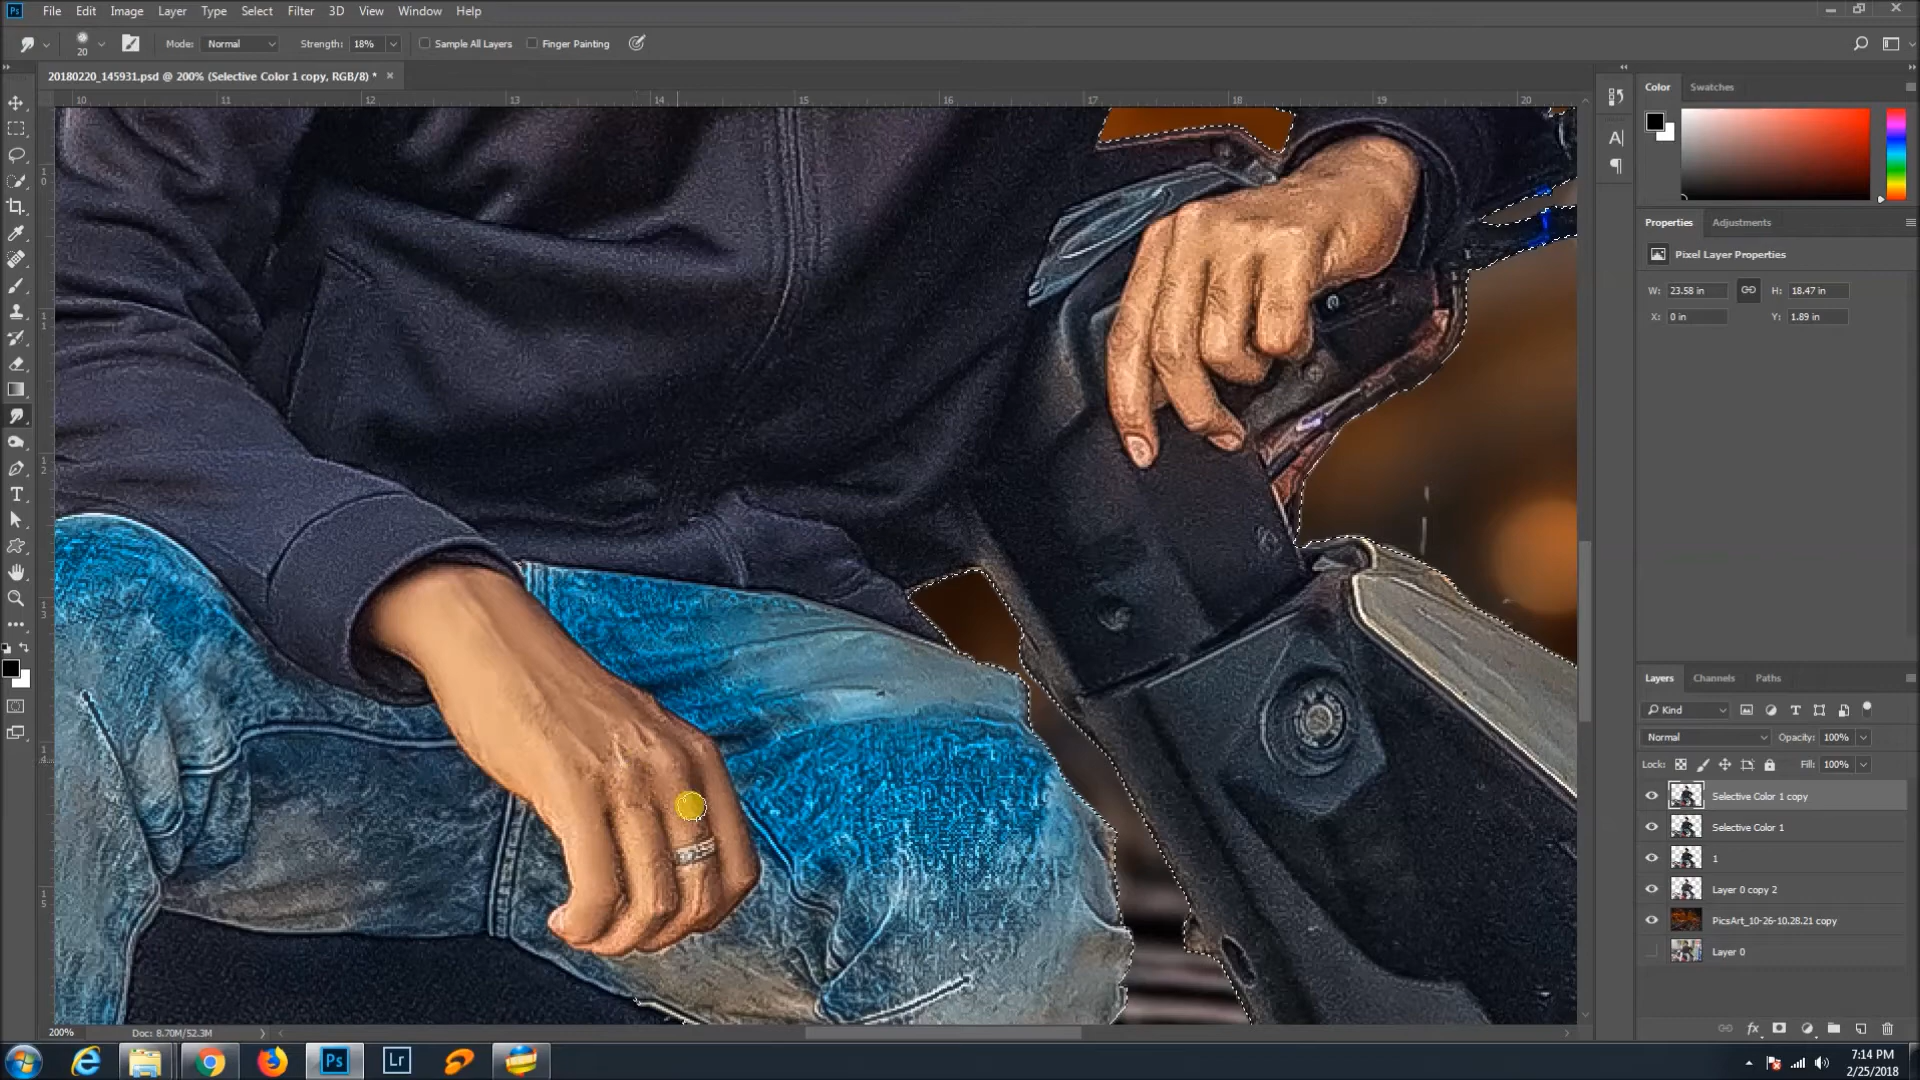 Ps File Edit Image Layer Type Select Filter 3D View Window Help
20 Mode: Normal Strength: 18% Sample All Layers Finger Painting
20180220_145931.psd @ 200% (Selective Color 1 copy, RGB/8) * ×
10 11 12 13 14 15 16 17 18 19 20
Color Swatches
Properties Adjustments
Pixel Layer Properties
W: 23.58 in H: 18.47 in
X: 0 in Y: 1.89 in
Layers Channels Paths
Kind
Normal Opacity: 100%
Lock: Fill: 100%
Selective Color 1 copy
Selective Color 1
1
Layer 0 copy 2
PicsArt_10-26-10.28.21 copy
Layer 0
200% Doc: 8.70M/52.3M
Ps Lr
7:14 PM
2/25/2018